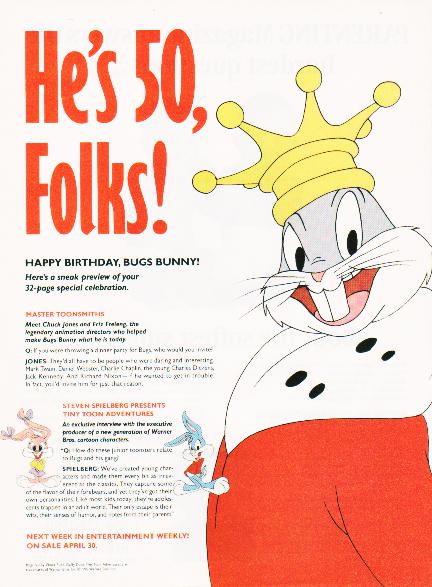 He's 50,
Folks!
HAPPY BIRTHDAY, BUGS BUNNY!
Here's a sneak preview of your
32-page special celebration.
MASTER TOONSMITHS
Meet Chuck Jones and Friz Freleng, the
legendary animation directors who helped
make Bugs Bunny what he is today.
Q: If you were throwing a dinner party for Bugs, who would you invite?
JONES: They'd all have to be people who were daring and interesting.
Mark Twain, Daniel Webster, Charlie Chaplin, the young Charles Dickens,
Jack Kennedy. And Richard Nixon— if he wanted to get in trouble.
In fact, you'd invite him for just that reason.
STEVEN SPIELBERG PRESENTS
TINY TOON ADVENTURES
An exclusive interview with the executive
producer of a new generation of Warner
Bros. cartoon characters.
Q: How do these junior toonsters relate
to Bugs and his gang?
SPIELBERG: We've created young char-
acters and made them every bit as irrev-
erent as the classics. They capture some
of the flavor of their forebears, and yet they've got their
own personalities. Like most kids today, they're adoles-
cents trapped in an adult world. Their only escape is their
wits, their senses of humor, and notes from their parents.
NEXT WEEK IN ENTERTAINMENT WEEKLY:
ON SALE APRIL 30.